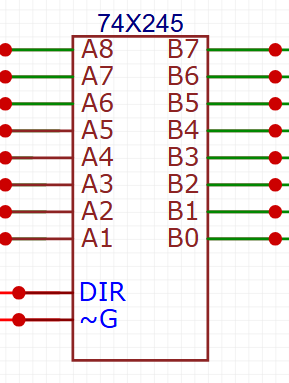 74X245
A8 B7
A7 B6
A6 B5
A5 B4
A4 B3
A3 B2
A2 B1
A1 B0
DIR
~G